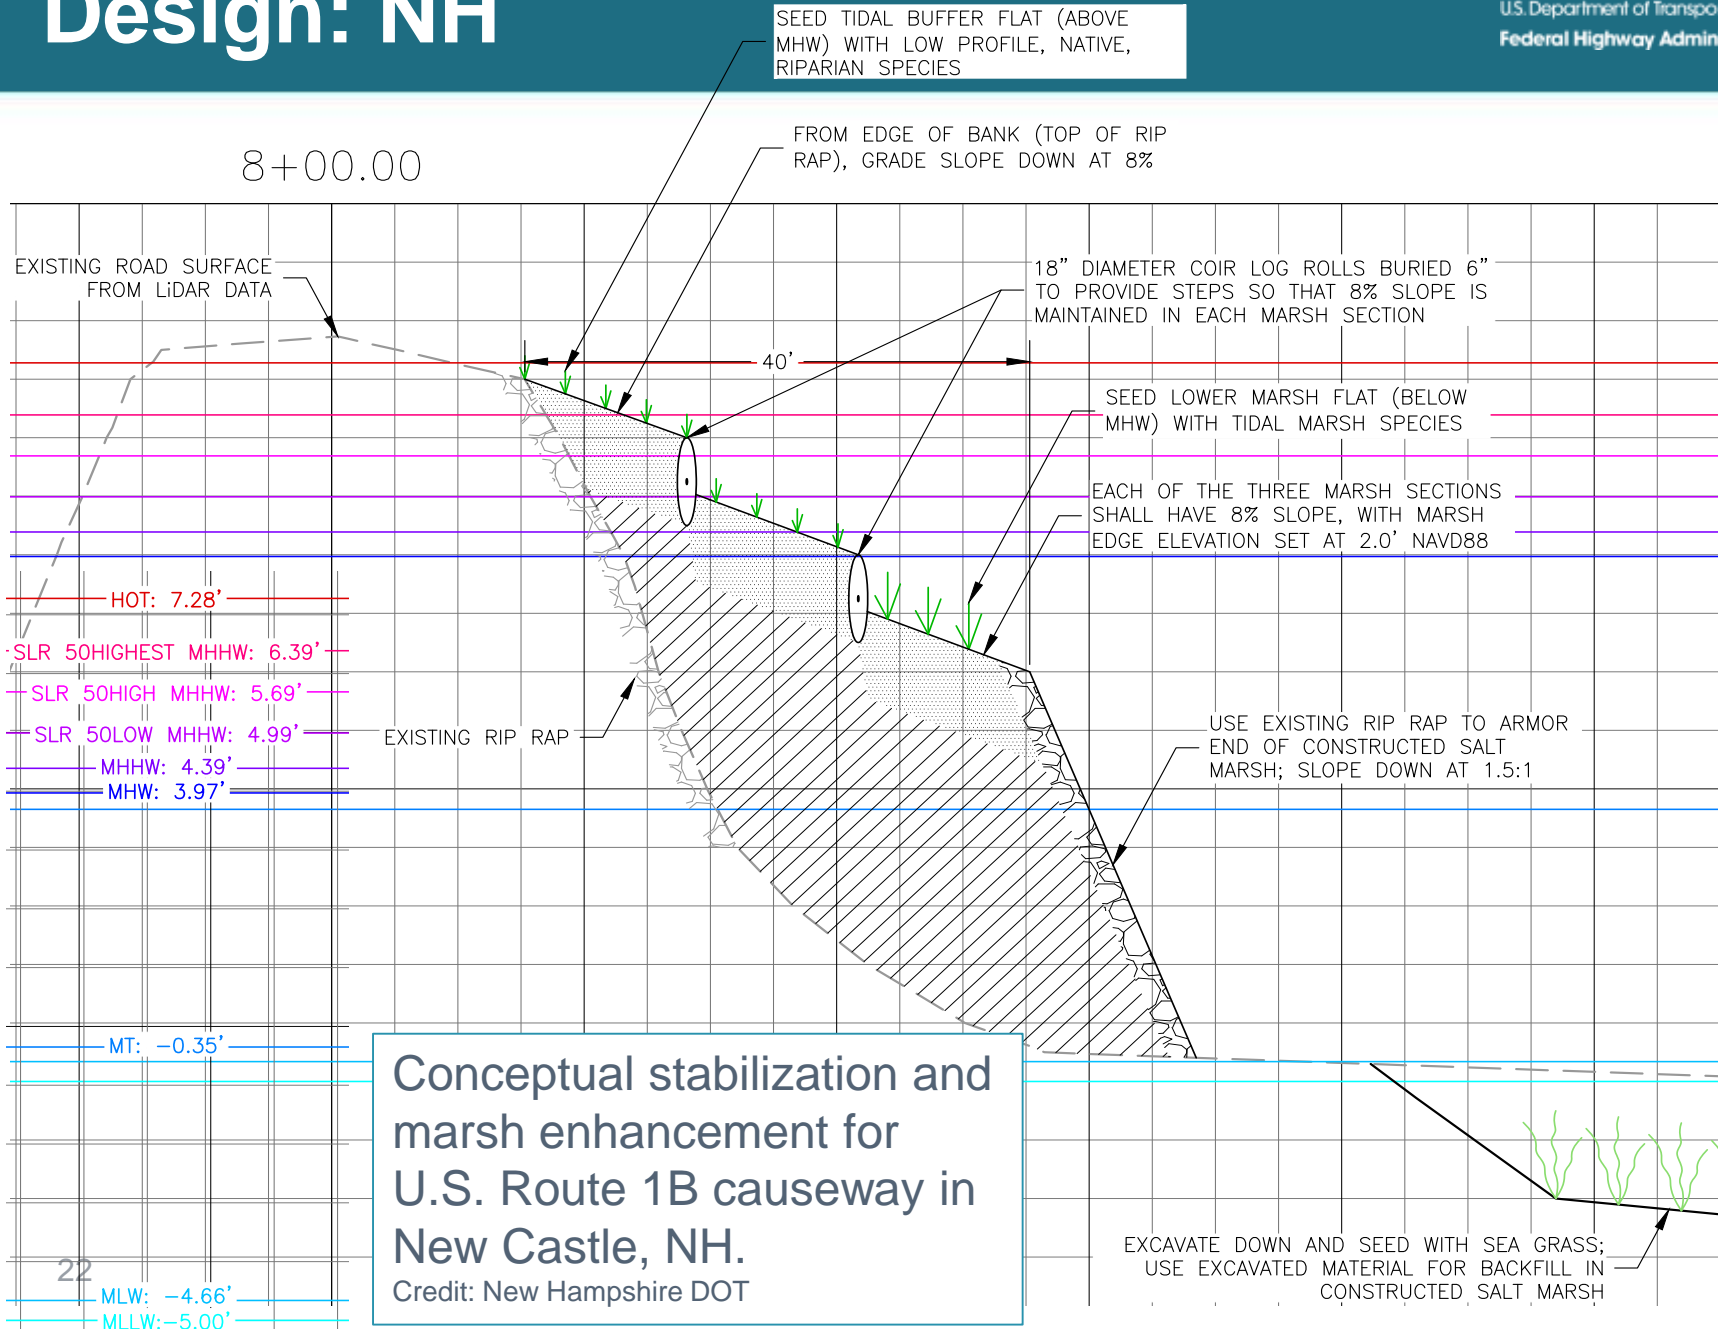 Design: NH
U.S. Department of Transpo
Federal Highway Admin
SEED TIDAL BUFFER FLAT (ABOVE
MHW) WITH LOW PROFILE, NATIVE,
RIPARIAN SPECIES
FROM EDGE OF BANK (TOP OF RIP
RAP), GRADE SLOPE DOWN AT 8%
8+00.00
EXISTING ROAD SURFACE
FROM LiDAR DATA
18” DIAMETER COIR LOG ROLLS BURIED 6”
TO PROVIDE STEPS SO THAT 8% SLOPE IS
MAINTAINED IN EACH MARSH SECTION
40’
SEED LOWER MARSH FLAT (BELOW
MHW) WITH TIDAL MARSH SPECIES
EACH OF THE THREE MARSH SECTIONS
SHALL HAVE 8% SLOPE, WITH MARSH
EDGE ELEVATION SET AT 2.0’ NAVD88
HOT: 7.28’
SLR 50HIGHEST MHHW: 6.39’
SLR 50HIGH MHHW: 5.69’
SLR 50LOW MHHW: 4.99’
MHHW: 4.39’
MHW: 3.97’
EXISTING RIP RAP
USE EXISTING RIP RAP TO ARMOR
END OF CONSTRUCTED SALT
MARSH; SLOPE DOWN AT 1.5:1
MT: −0.35’
Conceptual stabilization and
marsh enhancement for
U.S. Route 1B causeway in
New Castle, NH.
Credit: New Hampshire DOT
EXCAVATE DOWN AND SEED WITH SEA GRASS;
USE EXCAVATED MATERIAL FOR BACKFILL IN
CONSTRUCTED SALT MARSH
22
MLW: −4.66’
MLLW:−5.00’